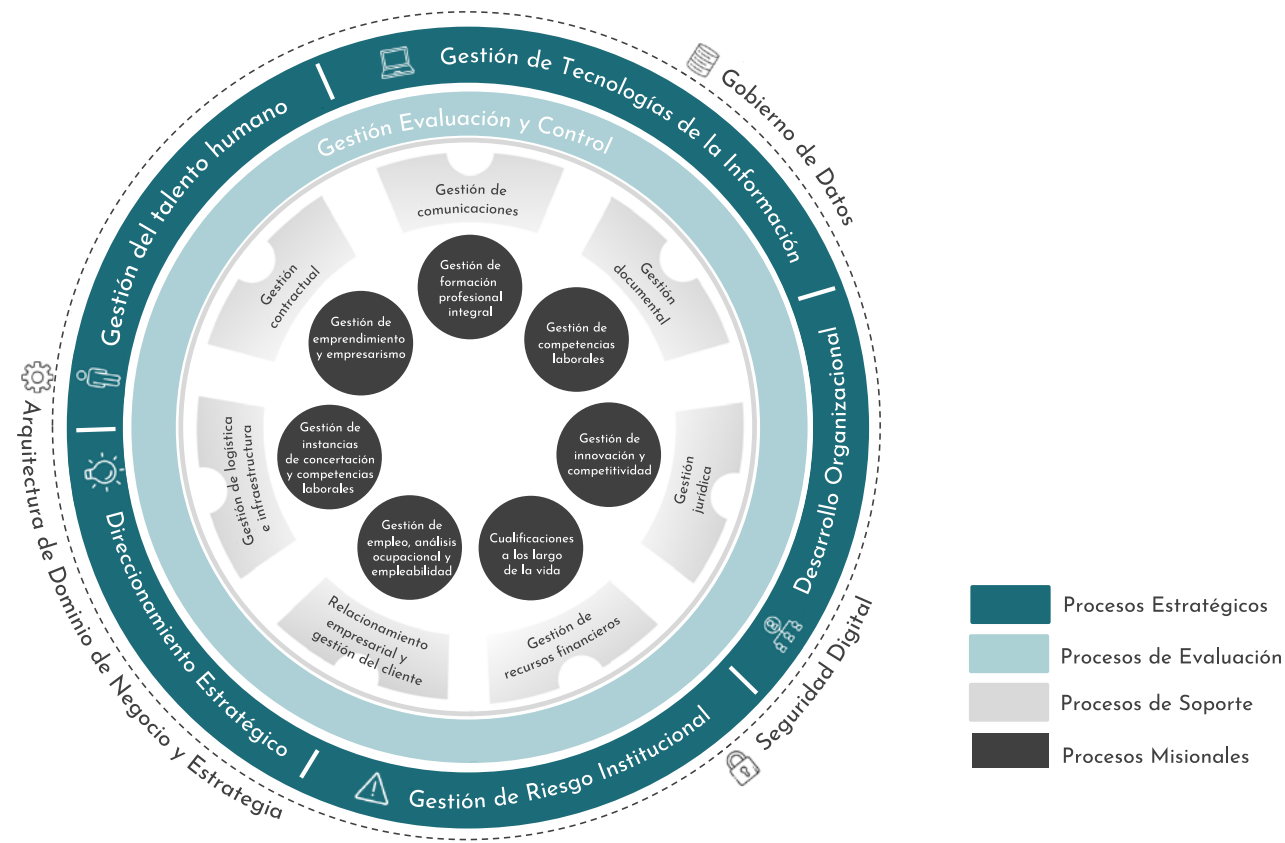 Gestión de Tecnologías de la Información
Gobierno de Datos
Gestión del talento humano
Gestión Evaluación y Control
Gestión de
comunicaciones
Gestión
contractual
Gestión
documental
Gestión de
formación
profesional
integral
Gestión de
emprendimiento
y empresarismo
Gestión de
competencias
laborales
Desarrollo Organizacional
Arquitectura de Dominio de Negocio y Estrategia
Gestión de logística
e infraestructura
Gestión de
instancias
de concertación
y competencias
laborales
Gestión de
innovación y
competitividad
Gestión
jurídica
Direccionamiento Estratégico
Gestión de
empleo, análisis
ocupacional y
empleabilidad
Cualificaciones
a los largo
de la vida
Relacionamiento
empresarial y
gestión del cliente
Gestión de
recursos financieros
Seguridad Digital
Gestión de Riesgo Institucional
Procesos Estratégicos
Procesos de Evaluación
Procesos de Soporte
Procesos Misionales